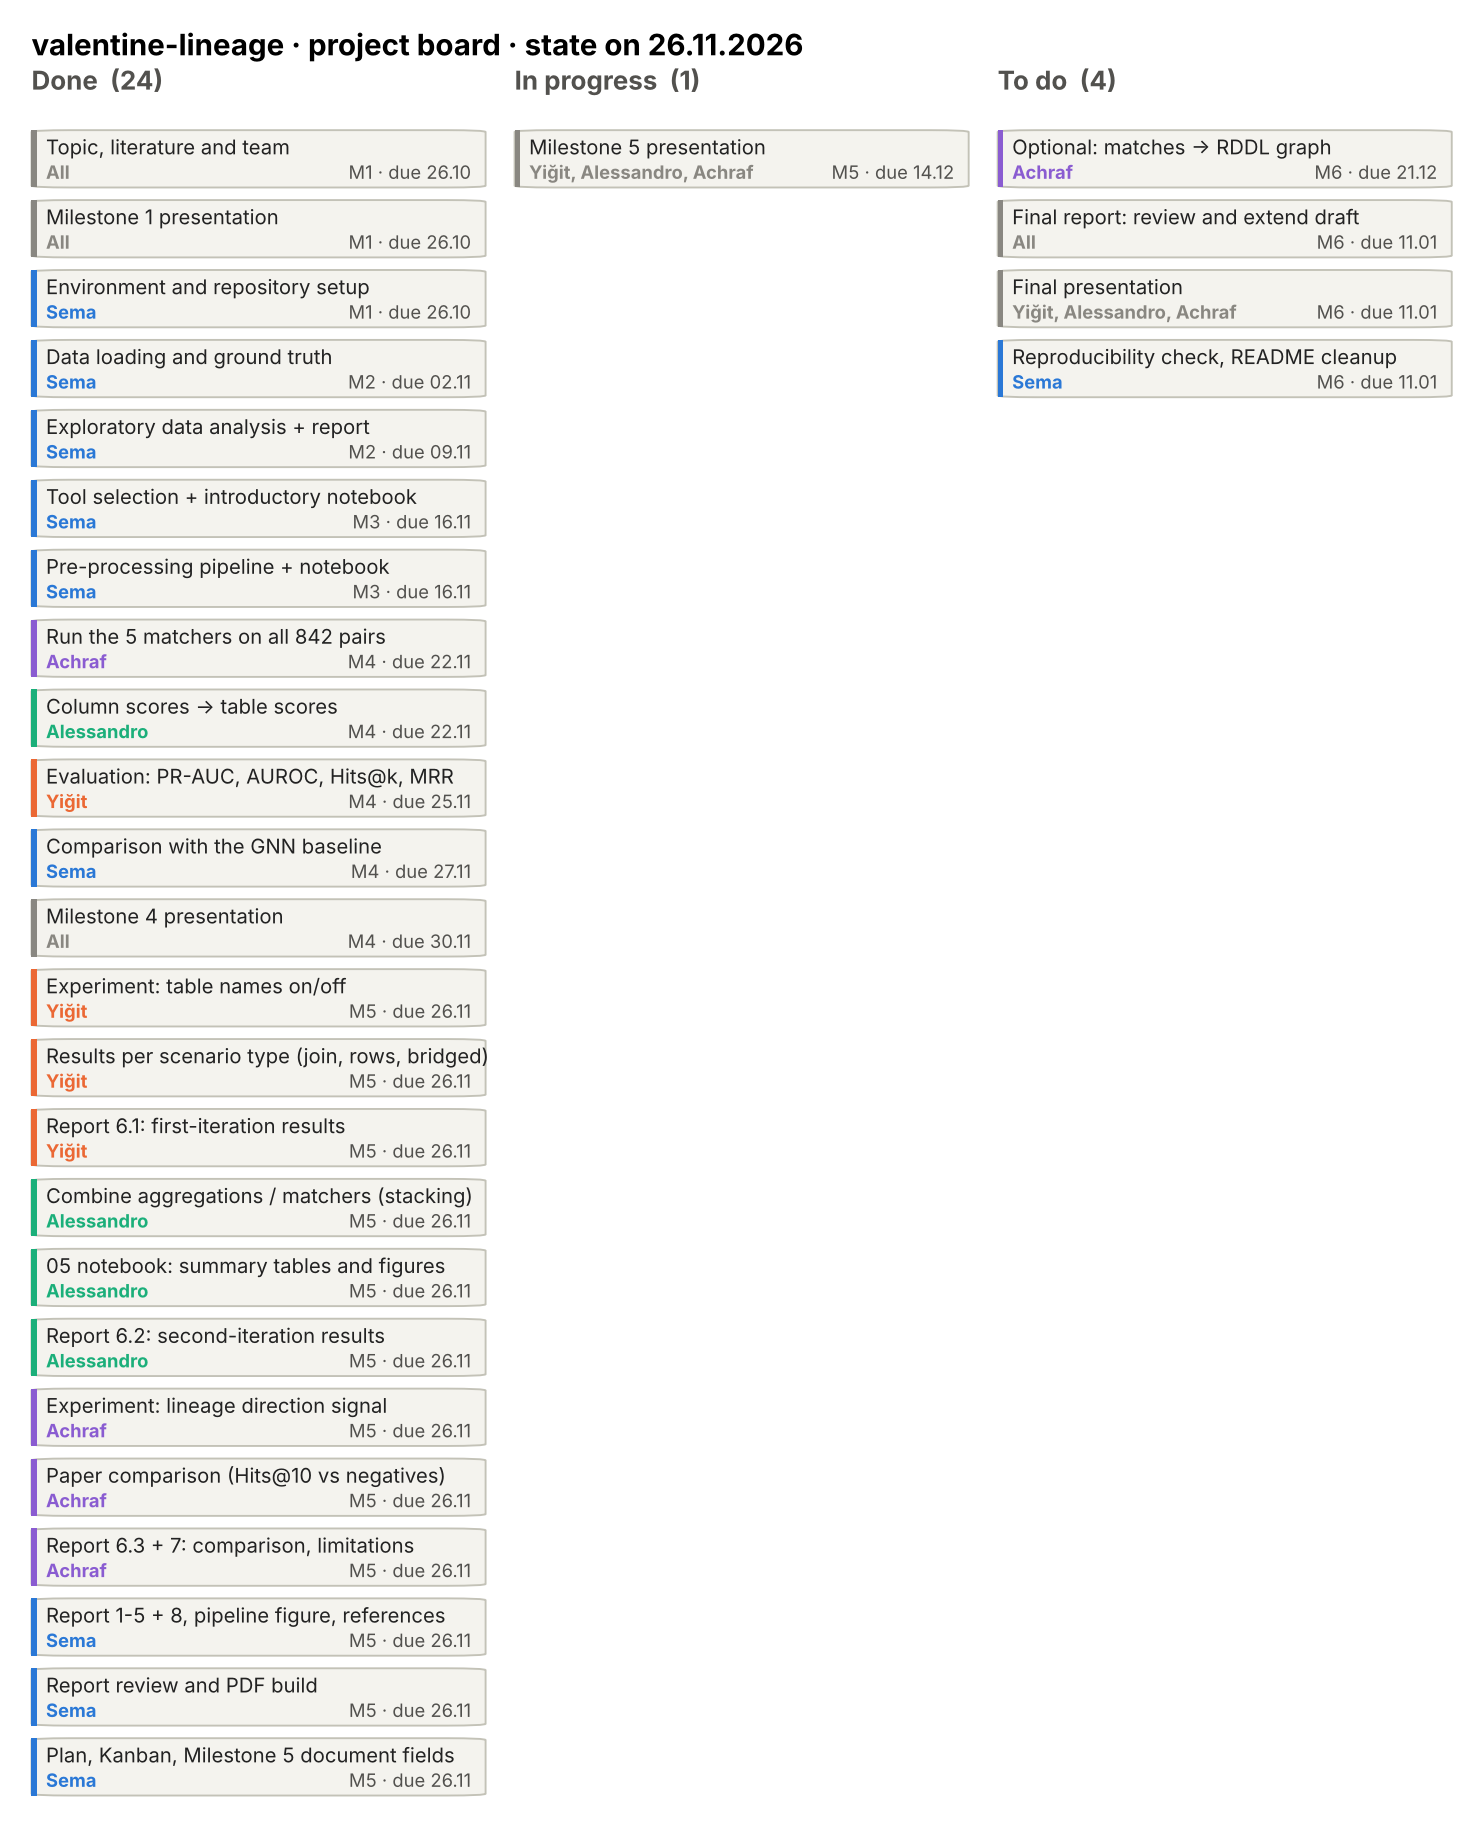 valentine-lineage · project board · state on 26.11.2026
Done (24)
Topic, literature and team
All M1 · due 26.10
Milestone 1 presentation
All M1 · due 26.10
Environment and repository setup
Sema M1 · due 26.10
Data loading and ground truth
Sema M2 · due 02.11
Exploratory data analysis + report
Sema M2 · due 09.11
Tool selection + introductory notebook
Sema M3 · due 16.11
Pre-processing pipeline + notebook
Sema M3 · due 16.11
Run the 5 matchers on all 842 pairs
Achraf M4 · due 22.11
Column scores → table scores
Alessandro M4 · due 22.11
Evaluation: PR-AUC, AUROC, Hits@k, MRR
Yiğit M4 · due 25.11
Comparison with the GNN baseline
Sema M4 · due 27.11
Milestone 4 presentation
All M4 · due 30.11
Experiment: table names on/off
Yiğit M5 · due 26.11
Results per scenario type (join, rows, bridged)
Yiğit M5 · due 26.11
Report 6.1: first-iteration results
Yiğit M5 · due 26.11
Combine aggregations / matchers (stacking)
Alessandro M5 · due 26.11
05 notebook: summary tables and figures
Alessandro M5 · due 26.11
Report 6.2: second-iteration results
Alessandro M5 · due 26.11
Experiment: lineage direction signal
Achraf M5 · due 26.11
Paper comparison (Hits@10 vs negatives)
Achraf M5 · due 26.11
Report 6.3 + 7: comparison, limitations
Achraf M5 · due 26.11
Report 1-5 + 8, pipeline figure, references
Sema M5 · due 26.11
Report review and PDF build
Sema M5 · due 26.11
Plan, Kanban, Milestone 5 document fields
Sema M5 · due 26.11
In progress (1)
Milestone 5 presentation
Yiğit, Alessandro, Achraf M5 · due 14.12
To do (4)
Optional: matches → RDDL graph
Achraf M6 · due 21.12
Final report: review and extend draft
All M6 · due 11.01
Final presentation
Yiğit, Alessandro, Achraf M6 · due 11.01
Reproducibility check, README cleanup
Sema M6 · due 11.01